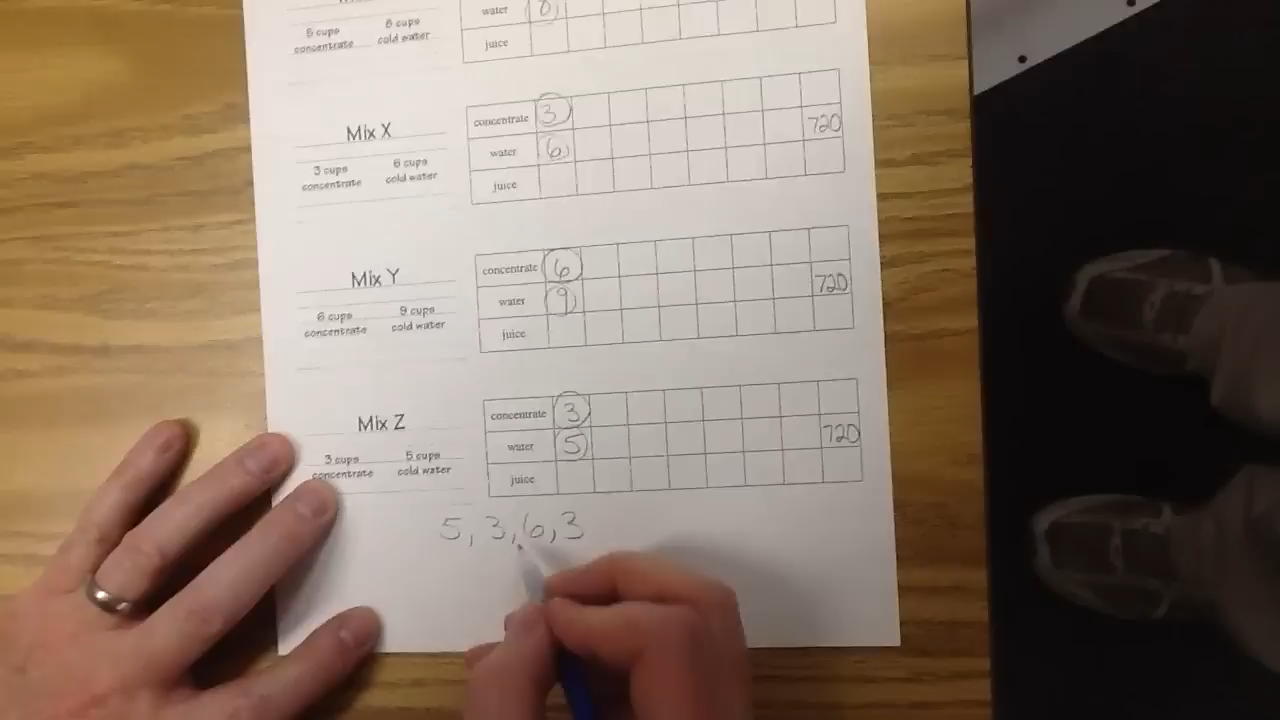 5 cups
concentrate
8 cups
cold water
water 8
juice
Mix X
3 cups
concentrate
6 cups
cold water
concentrate 3
water 6 720
juice
Mix Y
6 cups
concentrate
9 cups
cold water
concentrate 6
water 9 720
juice
Mix Z
3 cups
concentrate
5 cups
cold water
concentrate 3
water 5 720
juice
5, 3, 6, 3